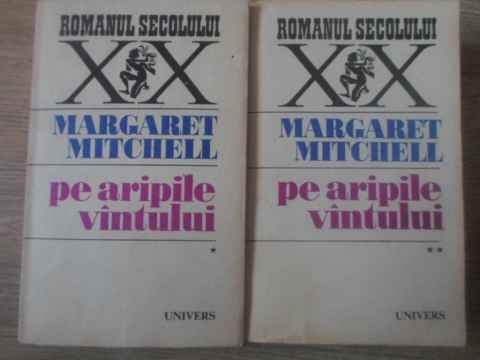 ROMANUL SECOLULUI
XX
MARGARET
MITCHELL
pe aripile
vîntului
*
UNIVERS
ROMANUL SECOLULUI
XX
MARGARET
MITCHELL
pe aripile
vîntului
**
UNIVERS